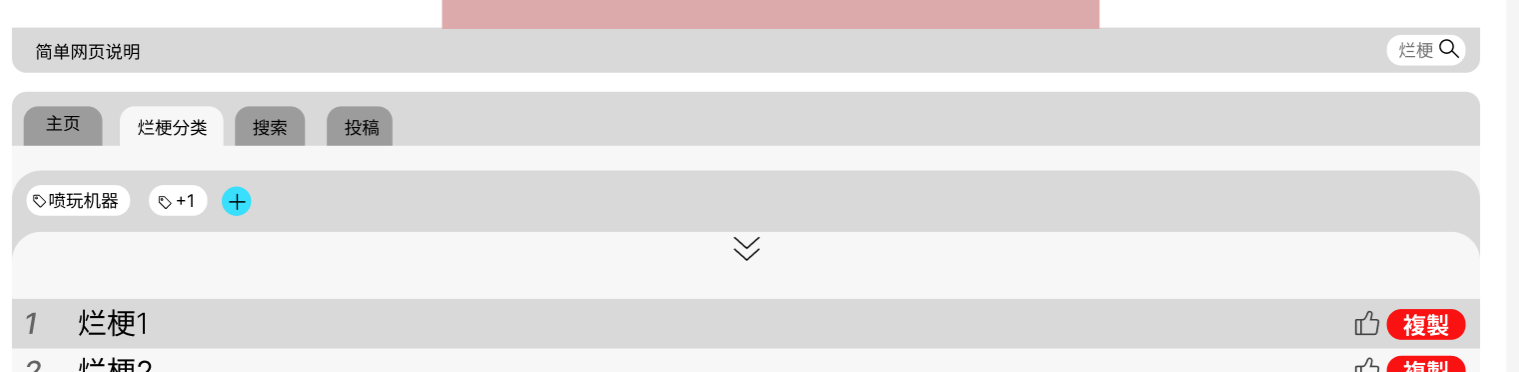 简单网页说明
烂梗
主页 烂梗分类 搜索 投稿
喷玩机器 +1
1 烂梗1 複製
2 烂梗2 複製